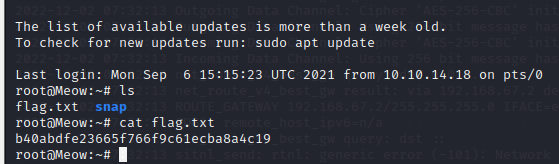 The list of available updates is more than a week old.
To check for new updates run: sudo apt update
Last login: Mon Sep  6 15:15:23 UTC 2021 from 10.10.14.18 on pts/0
root@Meow:~# ls
flag.txt  snap
root@Meow:~# cat flag.txt
b40abdfe23665f766f9c61ecba8a4c19
root@Meow:~#